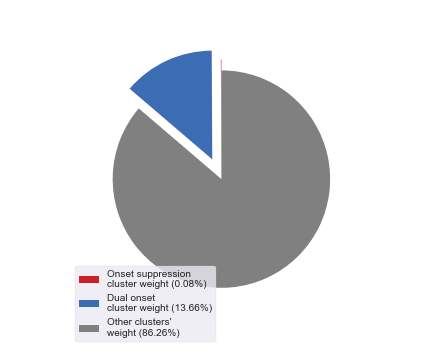 Onset suppression
cluster weight (0.08%)
Dual onset
cluster weight (13.66%)
Other clusters'
weight (86.26%)